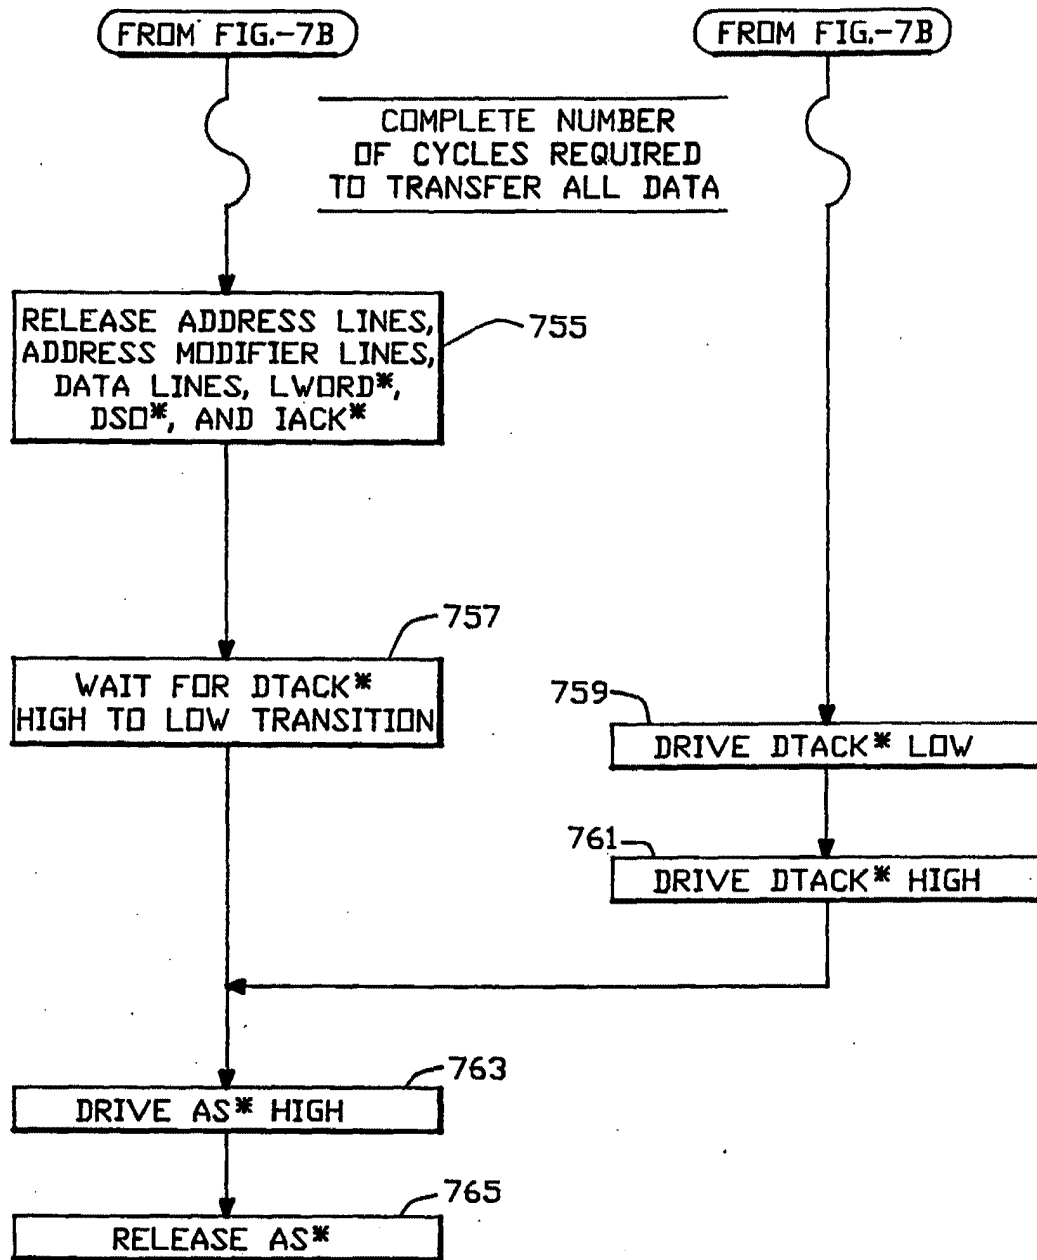 FROM FIG.-7B
FROM FIG.-7B
COMPLETE NUMBER
OF CYCLES REQUIRED
TO TRANSFER ALL DATA
RELEASE ADDRESS LINES,
ADDRESS MODIFIER LINES,
DATA LINES, LWORD*,
DSO*, AND IACK*
755
757
WAIT FOR DTACK*
HIGH TO LOW TRANSITION
759
DRIVE DTACK* LOW
761
DRIVE DTACK* HIGH
763
DRIVE AS* HIGH
765
RELEASE AS*